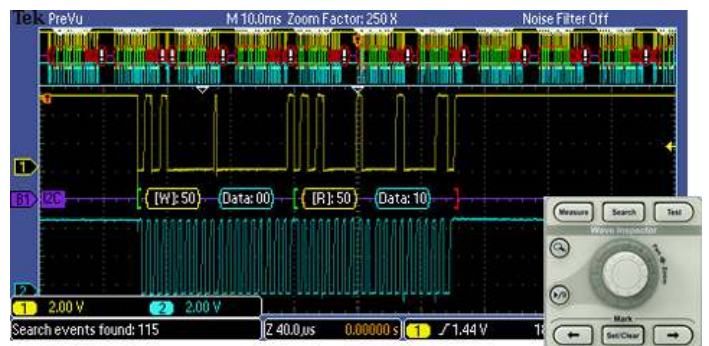 Tek PreVu M 10.0ms Zoom Factor: 250 X Noise Filter Off
1
B1 I2C [W]: 50 Data: 00 [R]: 50 Data: 10
2
1 2.00 V 2 2.00 V
Search events found: 115 Z 40.0µs 0.00000 s 1 1.44 V
Measure Search Test
Wave Inspector
Pan Zoom
Mark
← Set/Clear →